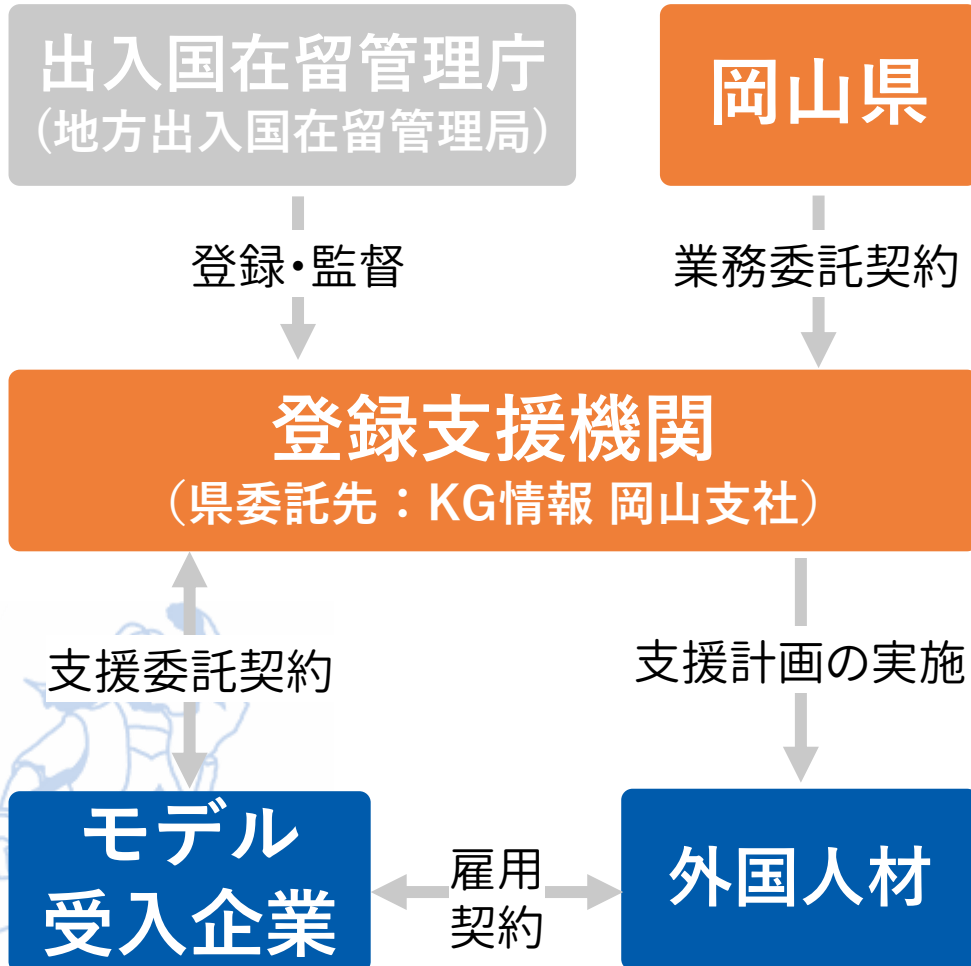 出入国在留管理庁
（地方出入国在留管理局）
岡山県
登録・監督
業務委託契約
登録支援機関
（県委託先：KG情報 岡山支社）
支援委託契約
支援計画の実施
モデル
受入企業
雇用
契約
外国人材